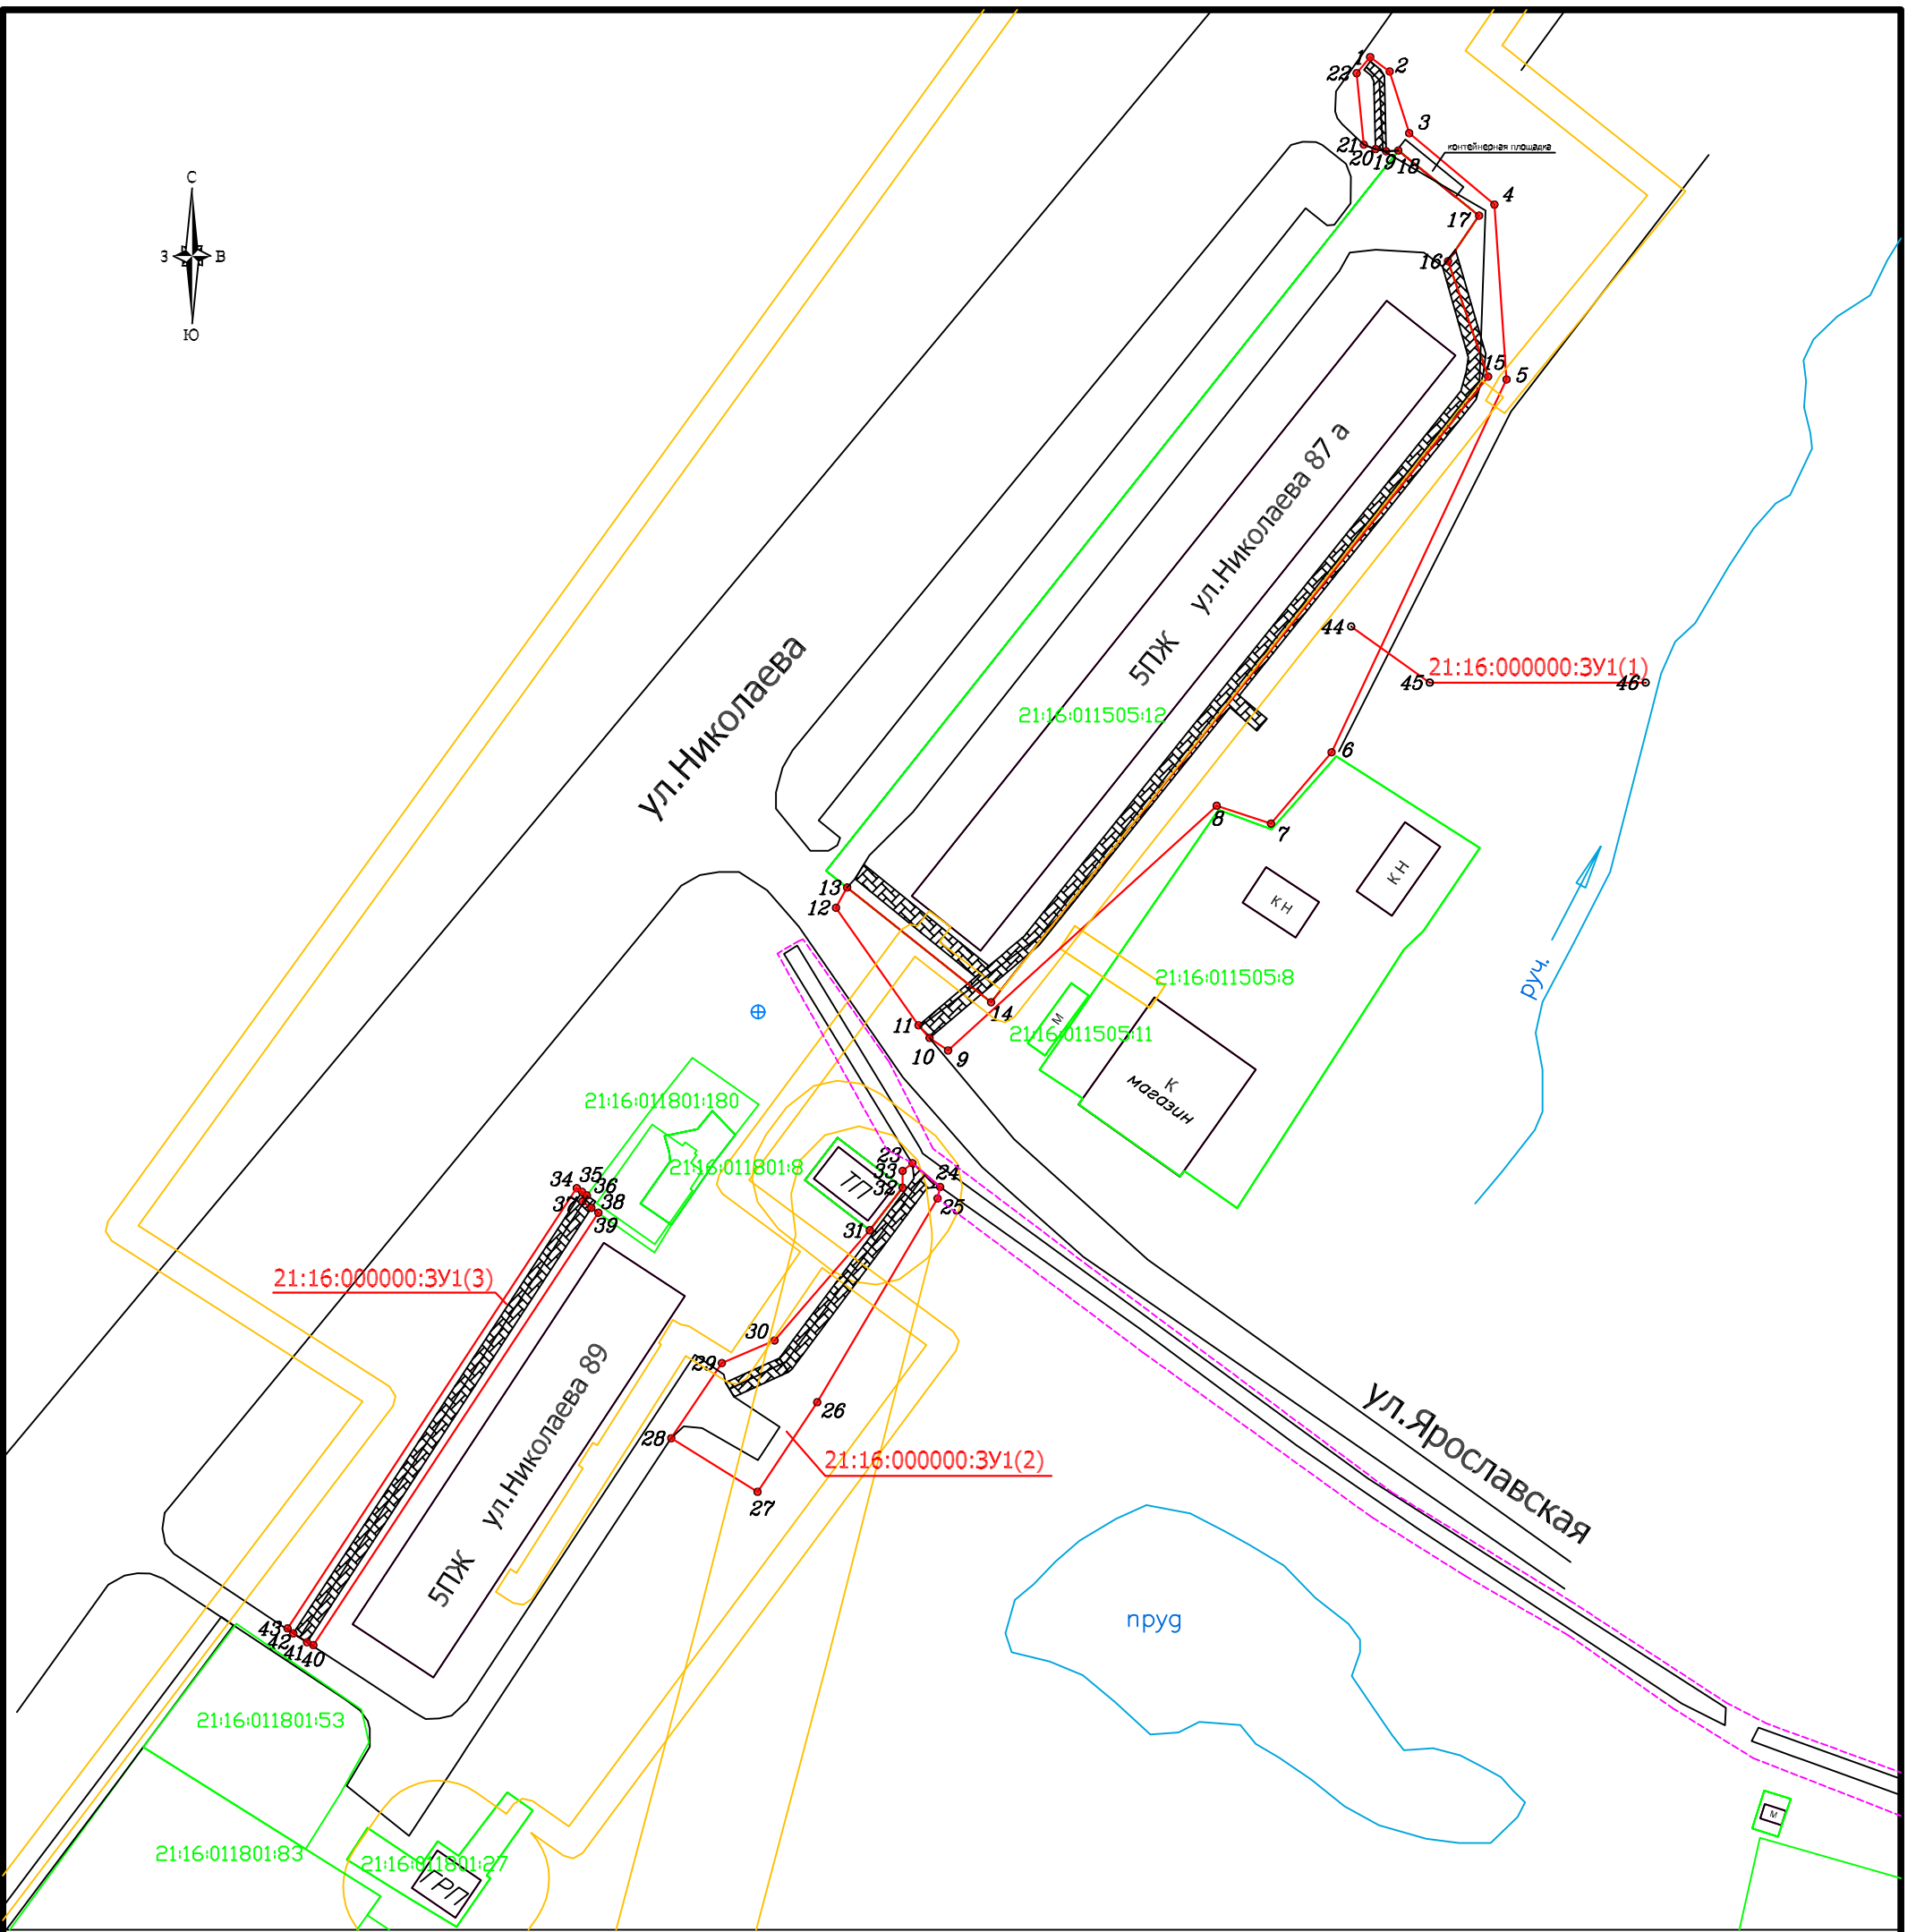 1
2
22
3
21
20
19
18
контейнерная площадка
С
З
В
Ю
4
17
16
15
5
ул.Николаева 87 а
5ПЖ
44
21:16:000000:ЗУ1(1)
45
46
ул.Николаева
21:16:011505:12
6
8
7
К Н
К Н
13
12
21:16:011505:8
руч.
14
11
М
21:16:011505:11
10
9
К
магазин
21:16:011801:180
23
33
24
21:16:011801:8
ТП
32
25
34
35
36
37
38
39
31
21:16:000000:ЗУ1(3)
30
29
ул.Николаева 89
26
28
21:16:000000:ЗУ1(2)
27
ул.Ярославская
5ПЖ
43
42
41
40
пруд
21:16:011801:53
М
21:16:011801:83
21:16:011801:27
ГРП